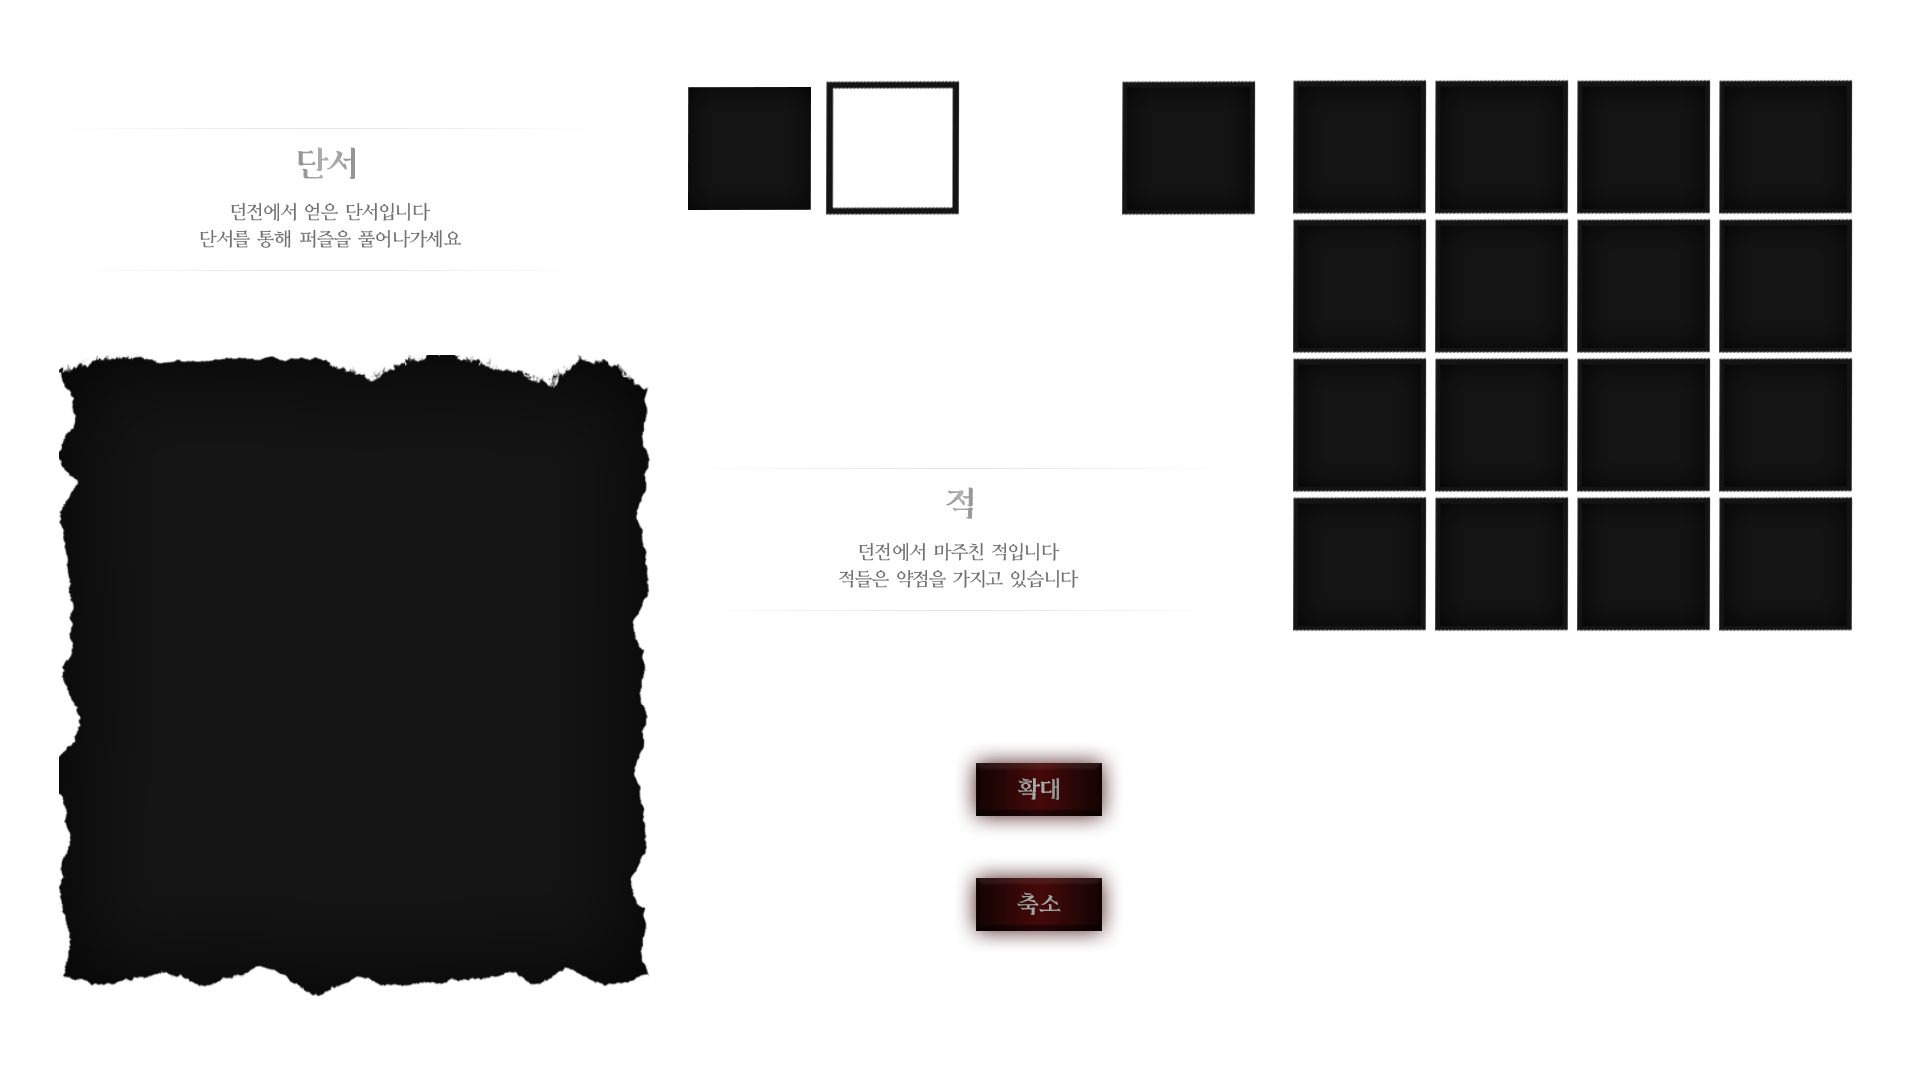 단서
던전에서 얻은 단서입니다
단서를 통해 퍼즐을 풀어나가세요
적
던전에서 마주친 적입니다
적들은 약점을 가지고 있습니다
확대
축소